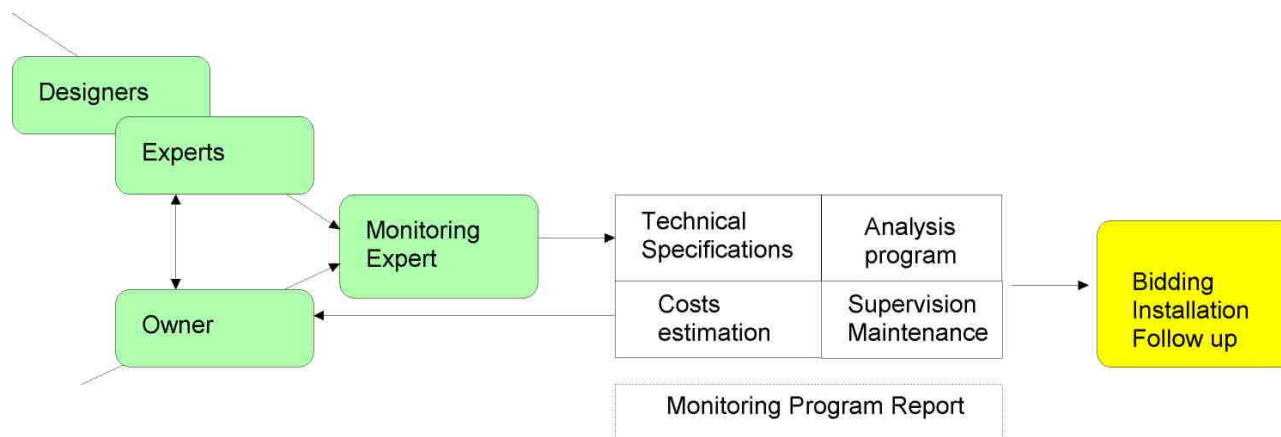 Designers
Experts
Monitoring
Expert
Owner
Technical
Specifications
Analysis
program
Costs
estimation
Supervision
Maintenance
Monitoring Program Report
Bidding
Installation
Follow up